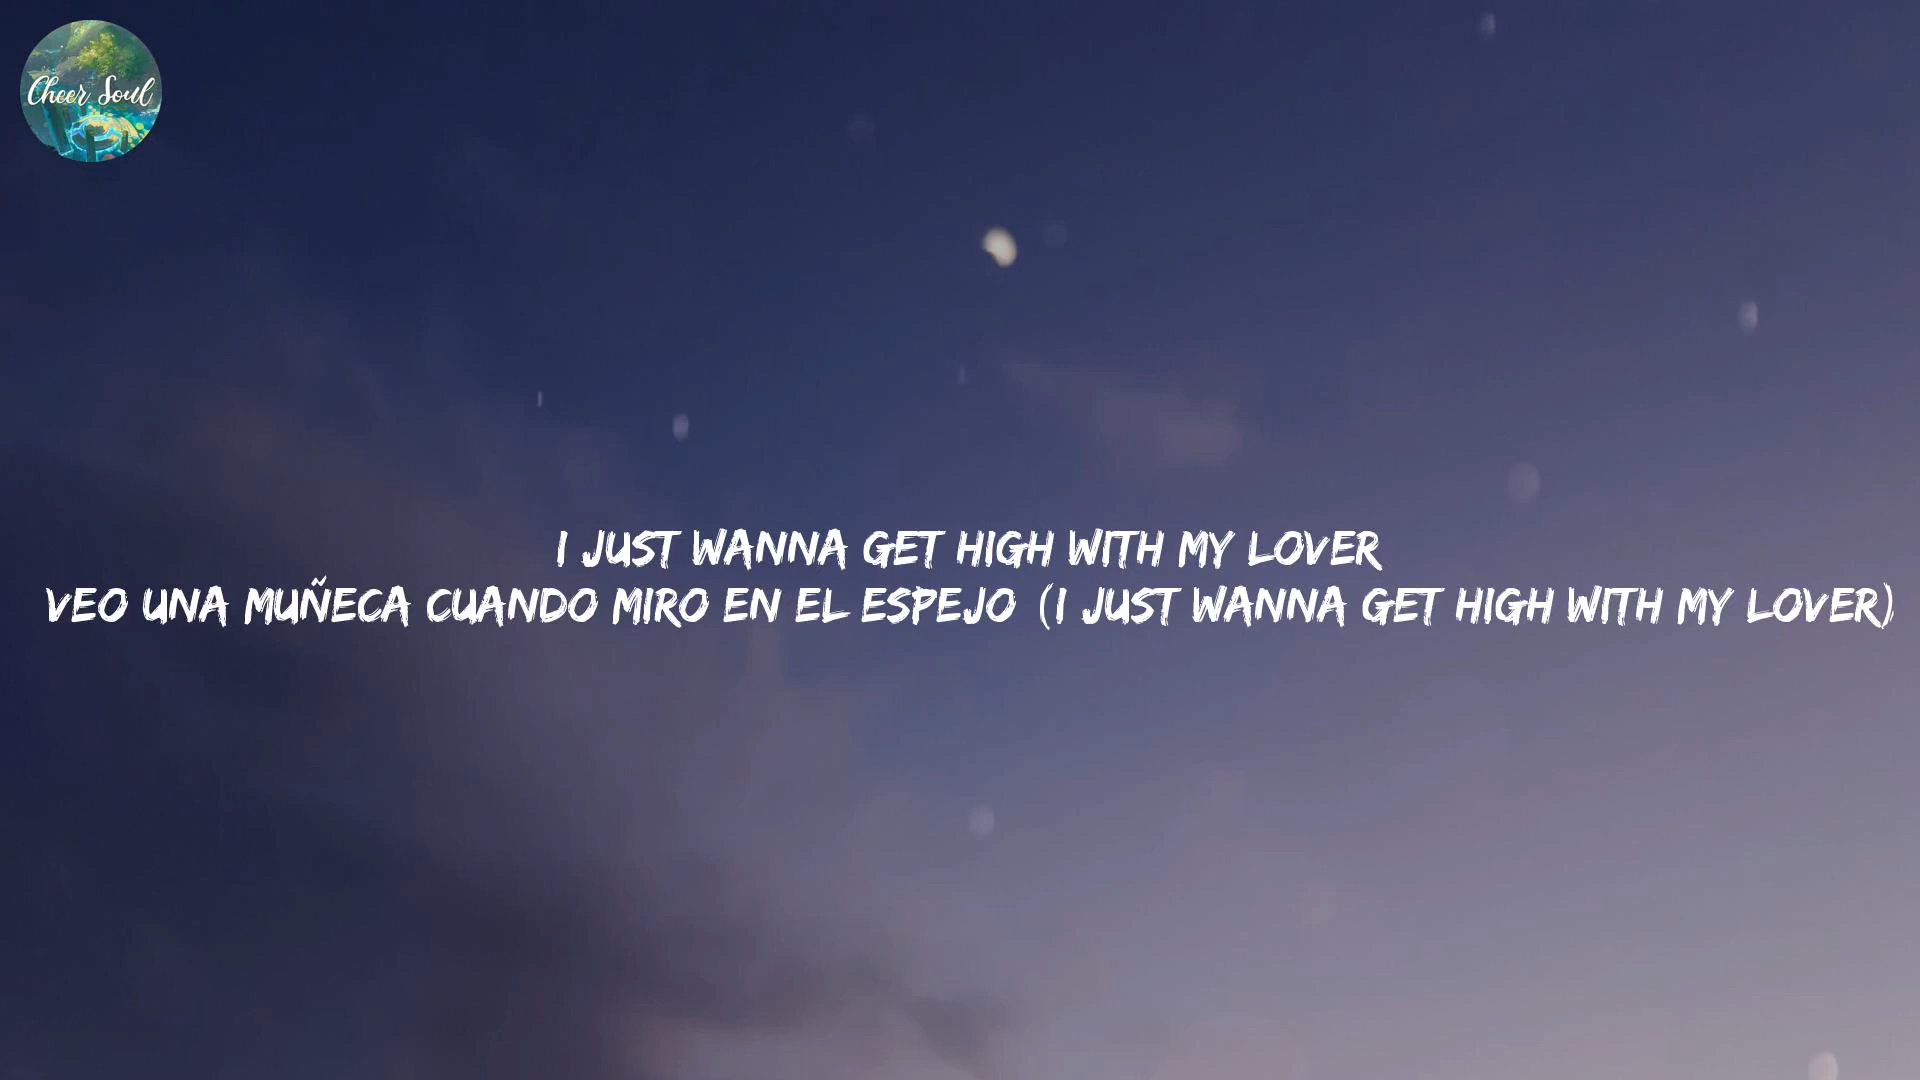 Cheer Soul
I JUST WANNA GET HIGH WITH MY LOVER
VEO UNA MUÑECA CUANDO MIRO EN EL ESPEJO (I JUST WANNA GET HIGH WITH MY LOVER)